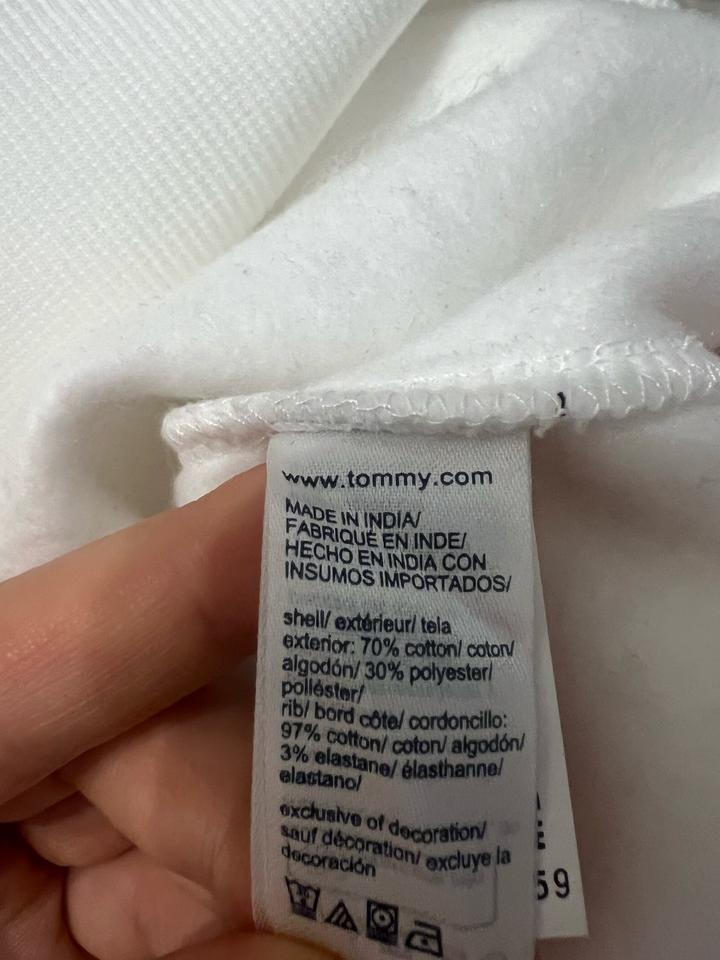 www.tommy.com
MADE IN INDIA/
FABRIQUÉ EN INDE/
HECHO EN INDIA CON
INSUMOS IMPORTADOS/
shell/ extérieur/ tela
exterior: 70% cotton/ coton/
algodón/ 30% polyester/
poliéster/
rib/ bord côte/ cordoncillo:
97% cotton/ coton/ algodón/
3% elastane/ élasthanne/
elastano/
exclusive of decoration/
sauf décoration/ excluye la
decoración
59